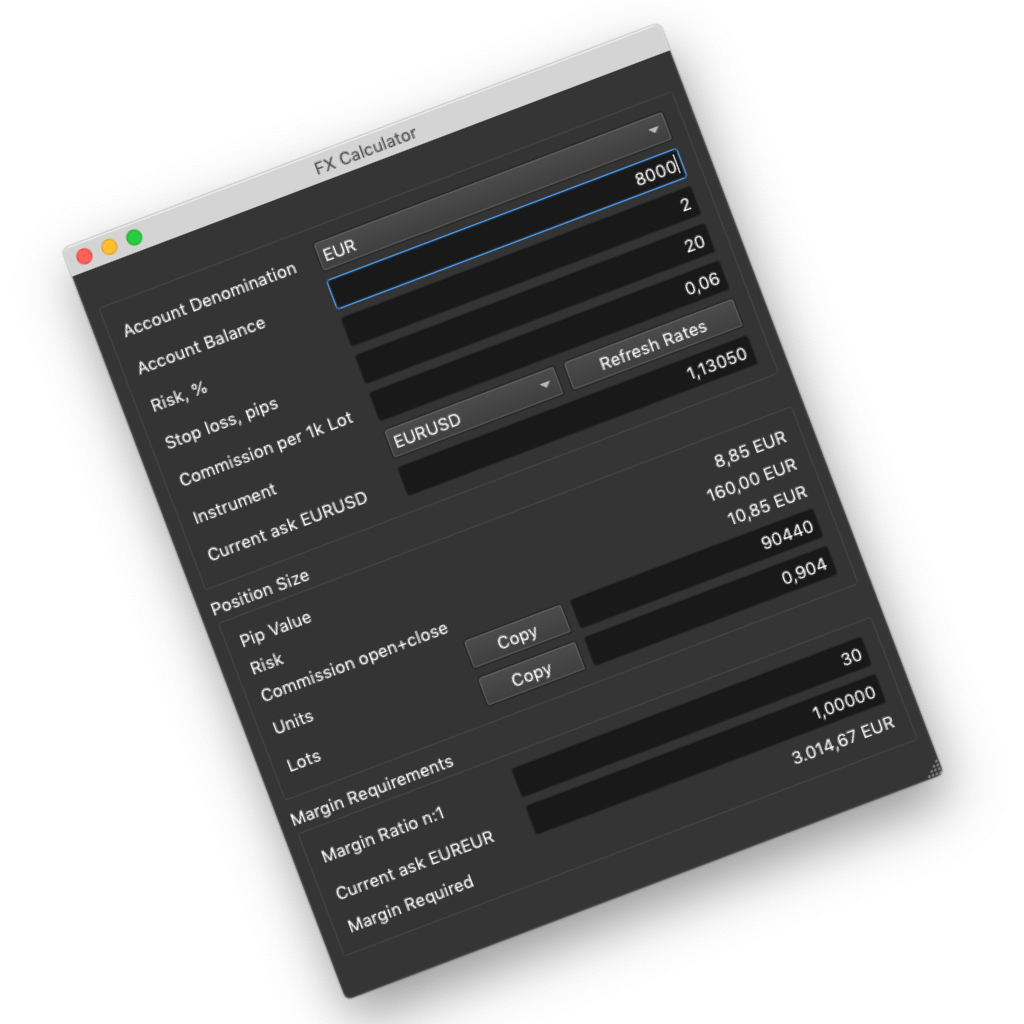 FX Calculator
Account Denomination EUR
Account Balance 8000
Risk, % 2
Stop loss, pips 20
Commission per 1k Lot 0,06
Instrument EURUSD Refresh Rates
Current ask EURUSD 1,13050
Position Size
Pip Value 8,85 EUR
Risk 160,00 EUR
Commission open+close 10,85 EUR
Units Copy 90440
Lots Copy 0,904
Margin Requirements
Margin Ratio n:1 30
Current ask EUREUR 1,00000
Margin Required 3.014,67 EUR